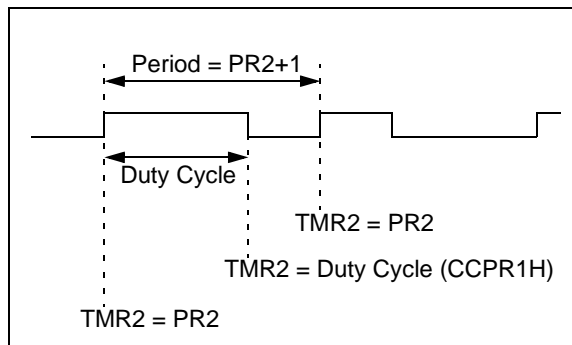 Period = PR2+1
Duty Cycle
TMR2 = PR2
TMR2 = Duty Cycle (CCPR1H)
TMR2 = PR2